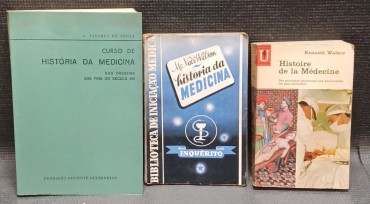 A. TAVARES DE SOUSA
CURSO DE
HISTÓRIA DA MEDICINA
DAS ORIGENS
AOS FINS DO SÉCULO XVI
FUNDAÇÃO CALOUSTE GULBENKIAN
BIBLIOTECA DE INICIAÇÃO MÉDIC
história da
MEDICINA
INQUÉRITO
Kenneth Walker
Histoire
de la Médecine